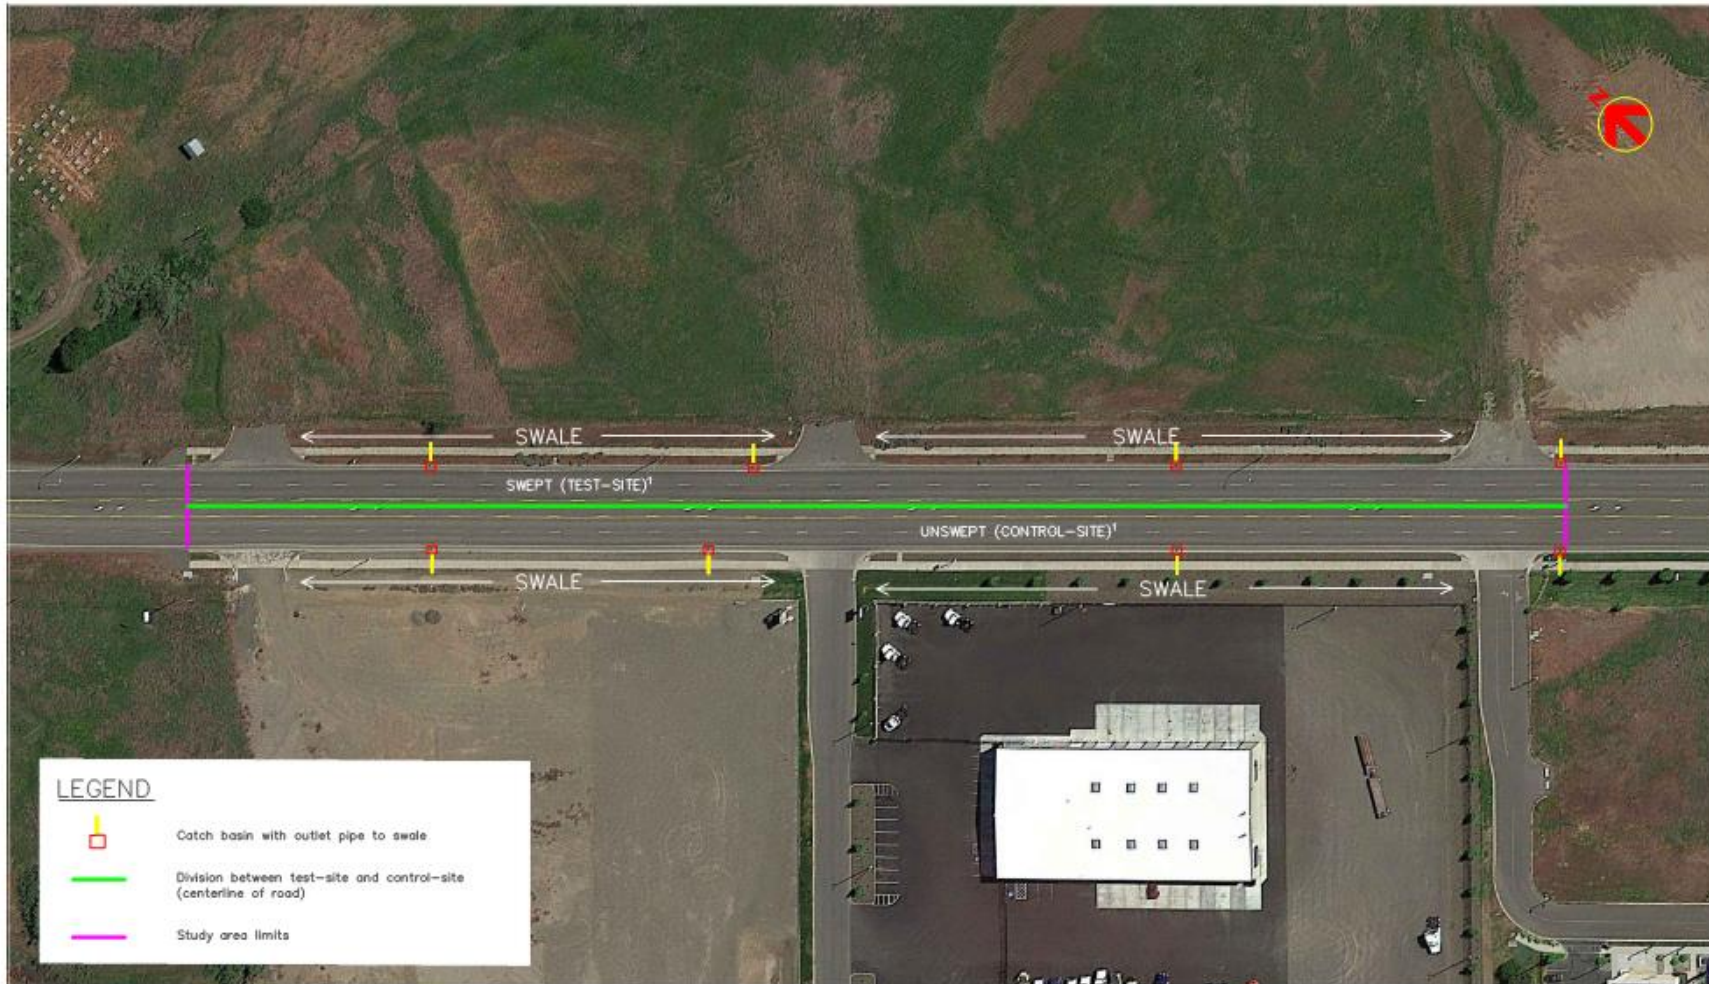 N
SWALE
SWALE
SWEPT (TEST-SITE)¹
UNSWEPT (CONTROL-SITE)¹
SWALE
SWALE
LEGEND
Catch basin with outlet pipe to swale
Division between test-site and control-site
(centerline of road)
Study area limits